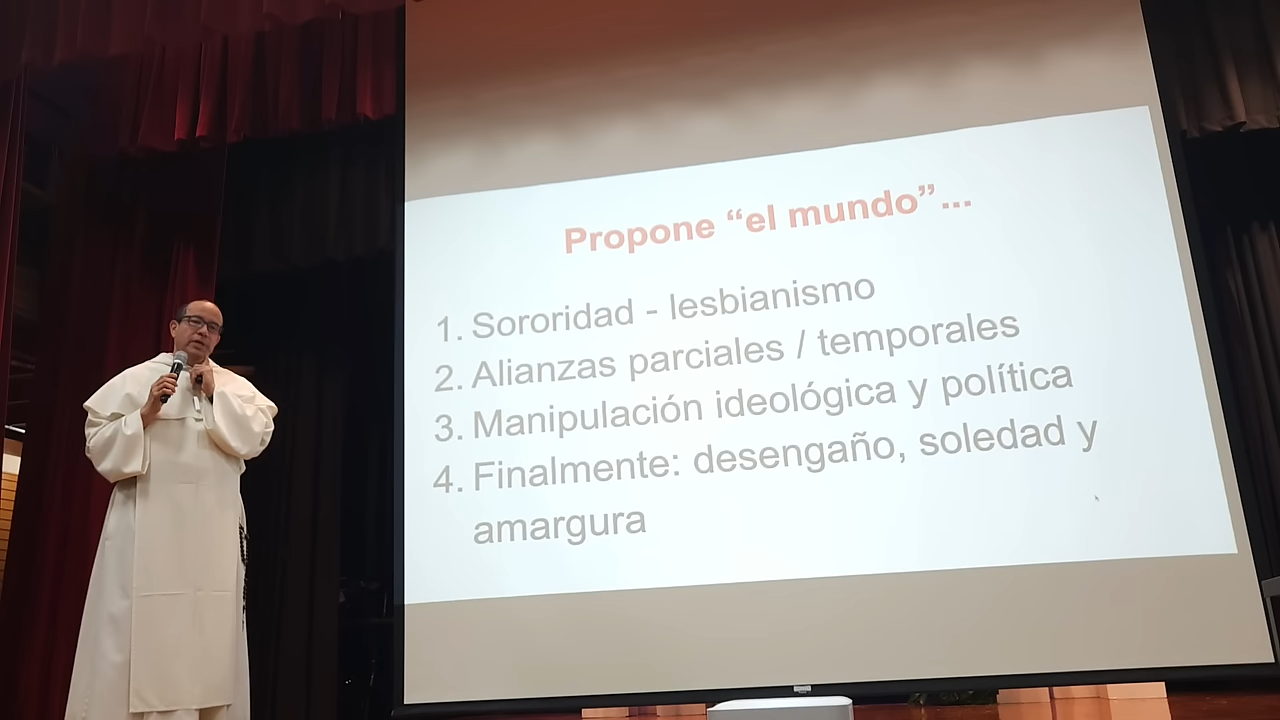 Propone “el mundo”...
1. Sororidad - lesbianismo
2. Alianzas parciales / temporales
3. Manipulación ideológica y política
4. Finalmente: desengaño, soledad y
amargura